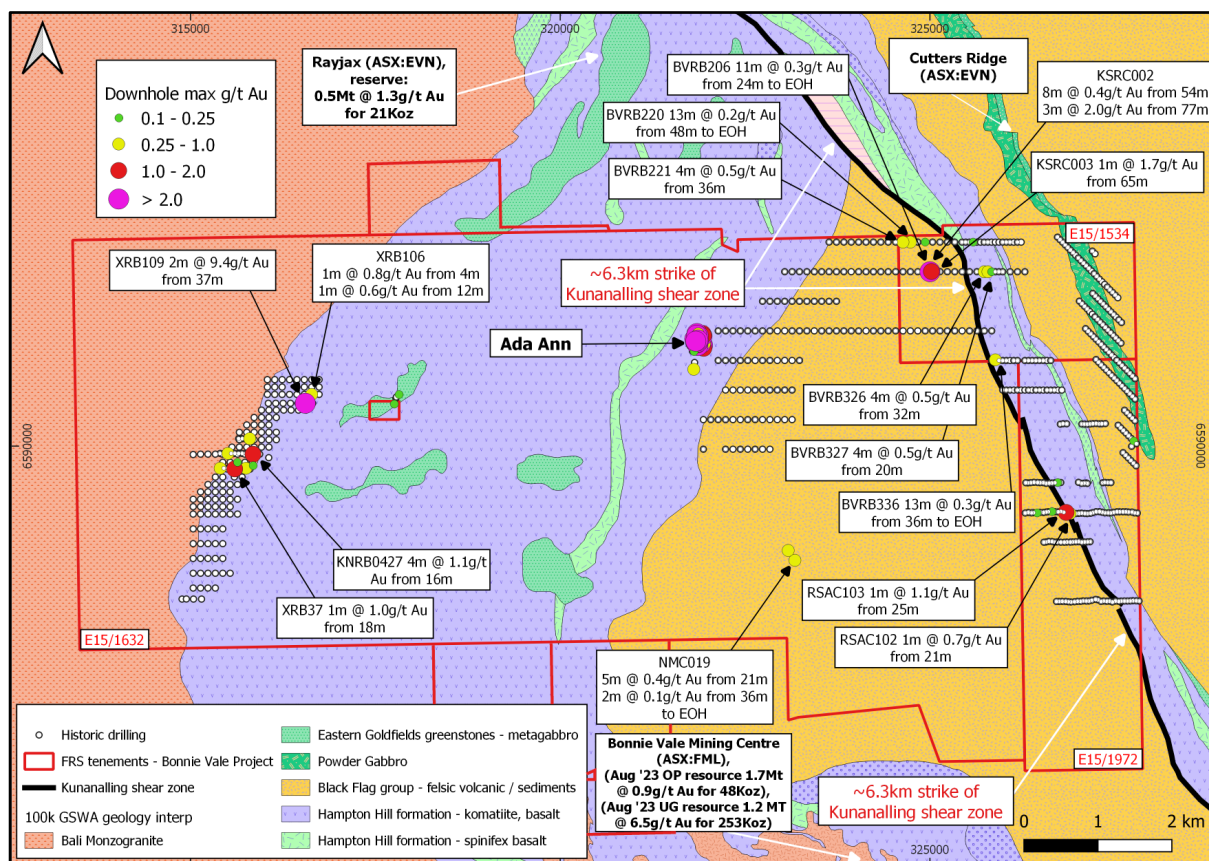 315000
320000
325000
Rayjax (ASX:EVN),
reserve:
0.5Mt @ 1.3g/t Au
for 21Koz
BVRB206 11m @ 0.3g/t Au
from 24m to EOH
Cutters Ridge
(ASX:EVN)
KSRC002
8m @ 0.4g/t Au from 54m
3m @ 2.0g/t Au from 77m
Downhole max g/t Au
0.1 - 0.25
0.25 - 1.0
1.0 - 2.0
> 2.0
BVRB220 13m @ 0.2g/t Au
from 48m to EOH
BVRB221 4m @ 0.5g/t Au
from 36m
KSRC003 1m @ 1.7g/t Au
from 65m
E15/1534
XRB109 2m @ 9.4g/t Au
from 37m
XRB106
1m @ 0.8g/t Au from 4m
1m @ 0.6g/t Au from 12m
~6.3km strike of
Kunanalling shear zone
Ada Ann
BVRB326 4m @ 0.5g/t Au
from 32m
6590000
6590000
BVRB327 4m @ 0.5g/t Au
from 20m
BVRB336 13m @ 0.3g/t Au
from 36m to EOH
KNRB0427 4m @ 1.1g/t
Au from 16m
XRB37 1m @ 1.0g/t Au
from 18m
RSAC103 1m @ 1.1g/t Au
from 25m
RSAC102 1m @ 0.7g/t Au
from 21m
E15/1632
NMC019
5m @ 0.4g/t Au from 21m
2m @ 0.1g/t Au from 36m
to EOH
Bonnie Vale Mining Centre
(ASX:FML),
(Aug '23 OP resource 1.7Mt
@ 0.9g/t Au for 48Koz),
(Aug '23 UG resource 1.2 MT
@ 6.5g/t Au for 253Koz)
E15/1972
~6.3km strike of
Kunanalling shear zone
Historic drilling
FRS tenements - Bonnie Vale Project
Kunanalling shear zone
100k GSWA geology interp
Bali Monzogranite
Eastern Goldfields greenstones - metagabbro
Powder Gabbro
Black Flag group - felsic volcanic / sediments
Hampton Hill formation - komatiite, basalt
Hampton Hill formation - spinifex basalt
0 1 2 km
325000